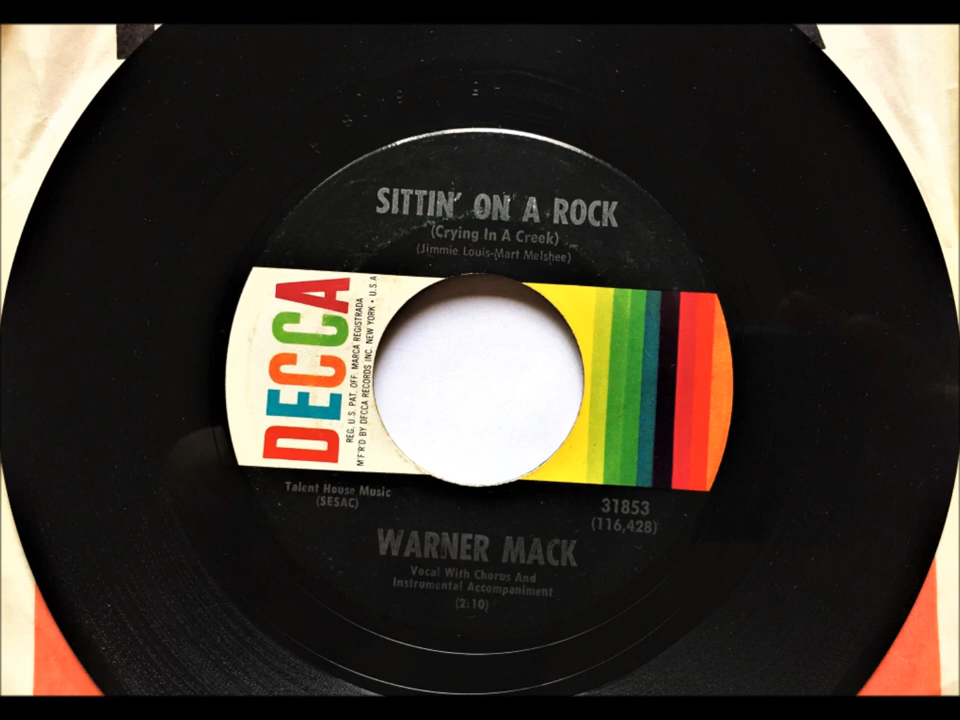 SITTIN' ON A ROCK
(Crying In A Creek)
(Jimmie Louis-Mart Melshee)
DECCA
REG. U.S. PAT. OFF. MARCA REGISTRADA
M'F'R'D BY DECCA RECORDS INC. NEW YORK • U.S.A
Talent House Music
(SESAC)
31853
(116,428)
WARNER MACK
Vocal With Chorus And
Instrumental Accompaniment
(2:10)